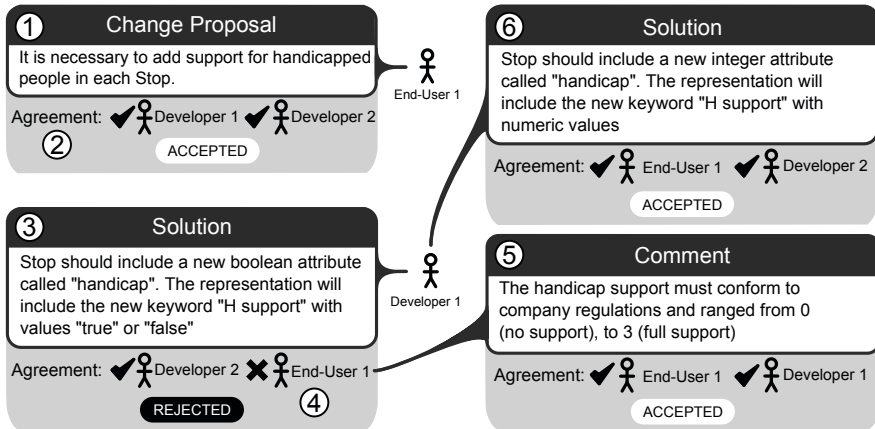 ① Change Proposal
It is necessary to add support for handicapped
people in each Stop.
End-User 1
Agreement: Developer 1 Developer 2
②
ACCEPTED
③ Solution
Stop should include a new boolean attribute
called "handicap". The representation will
include the new keyword "H support" with
values "true" or "false"
Developer 1
Agreement: Developer 2 End-User 1
④
REJECTED
⑥ Solution
Stop should include a new integer attribute
called "handicap". The representation will
include the new keyword "H support" with
numeric values
Agreement: End-User 1 Developer 2
ACCEPTED
⑤ Comment
The handicap support must conform to
company regulations and ranged from 0
(no support), to 3 (full support)
Agreement: End-User 1 Developer 1
ACCEPTED